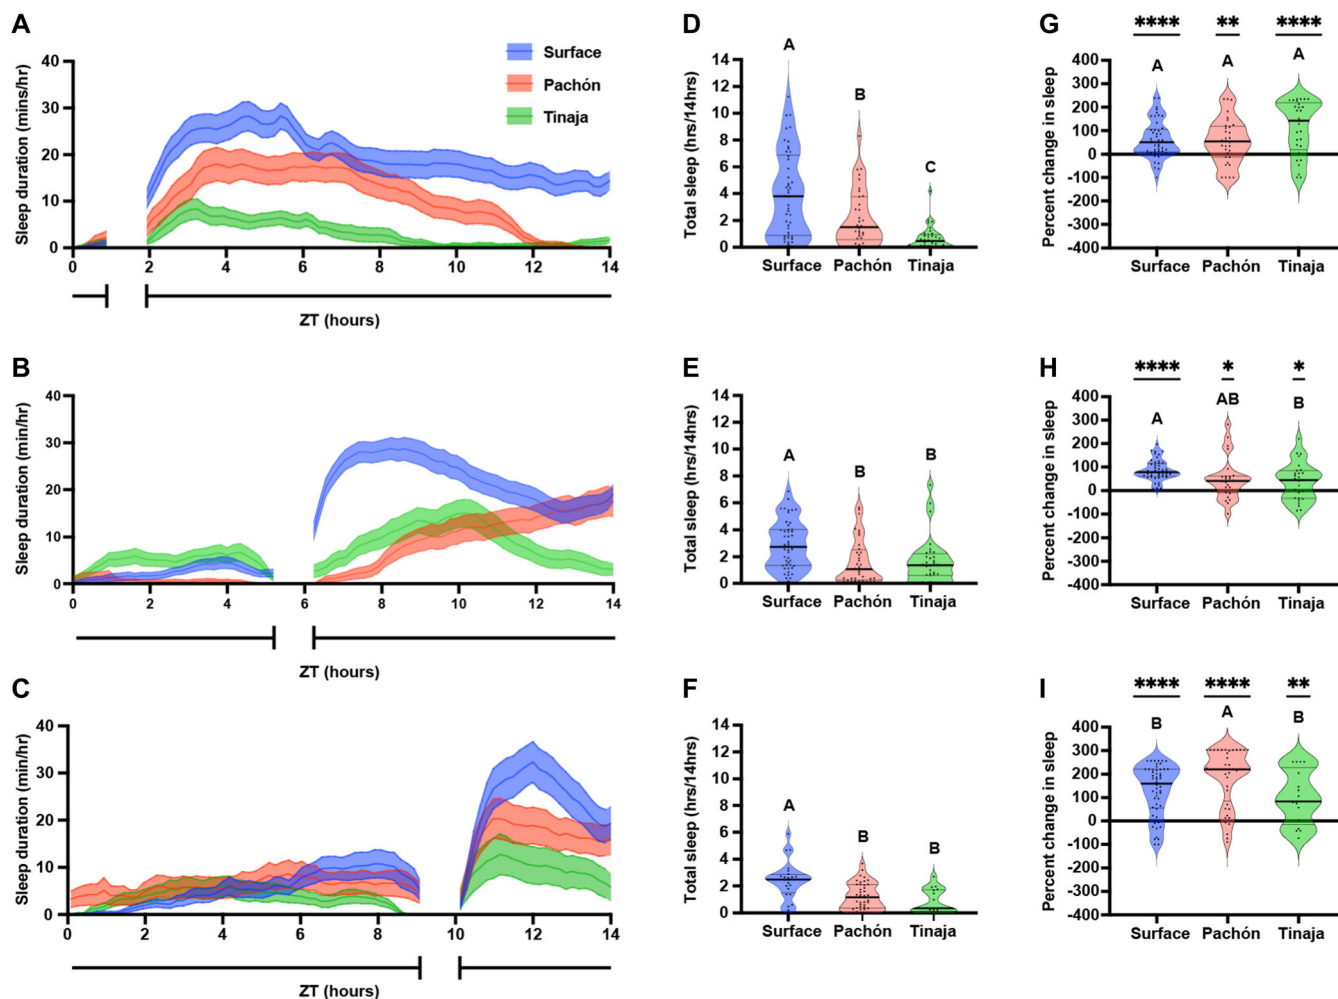 A
Sleep duration (mins/hr)
40
30
20
10
0
Surface
Pachón
Tinaja
0 2 4 6 8 10 12 14
ZT (hours)
D
Total sleep (hrs/14hrs)
14
12
10
8
6
4
2
0
A
B
C
Surface Pachón Tinaja
G
**** ** ****
Percent change in sleep
400
300
200
100
0
-100
-200
-300
-400
A A A
Surface Pachón Tinaja
B
Sleep duration (min/hr)
40
30
20
10
0
0 2 4 6 8 10 12 14
ZT (hours)
E
Total sleep (hrs/14hrs)
14
12
10
8
6
4
2
0
A B B
Surface Pachón Tinaja
H
**** * *
Percent change in sleep
400
300
200
100
0
-100
-200
-300
-400
A AB B
Surface Pachón Tinaja
C
Sleep duration (min/hr)
40
30
20
10
0
0 2 4 6 8 10 12 14
ZT (hours)
F
Total sleep (hrs/14hrs)
14
12
10
8
6
4
2
0
A B B
Surface Pachón Tinaja
I
**** **** **
Percent change in sleep
400
300
200
100
0
-100
-200
-300
-400
B A B
Surface Pachón Tinaja